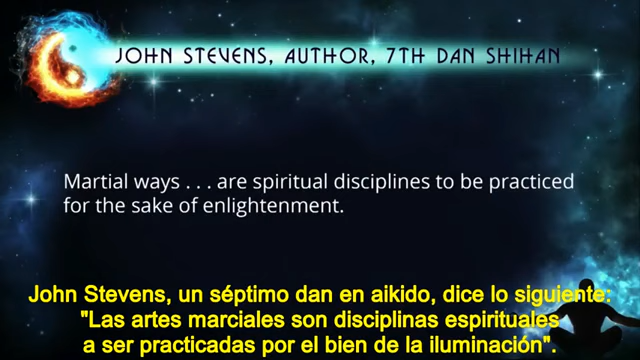 JOHN STEVENS, AUTHOR, 7TH DAN SHIHAN
Martial ways . . . are spiritual disciplines to be practiced
for the sake of enlightenment.
John Stevens, un séptimo dan en aikido, dice lo siguiente:
"Las artes marciales son disciplinas espirituales
a ser practicadas por el bien de la iluminación".